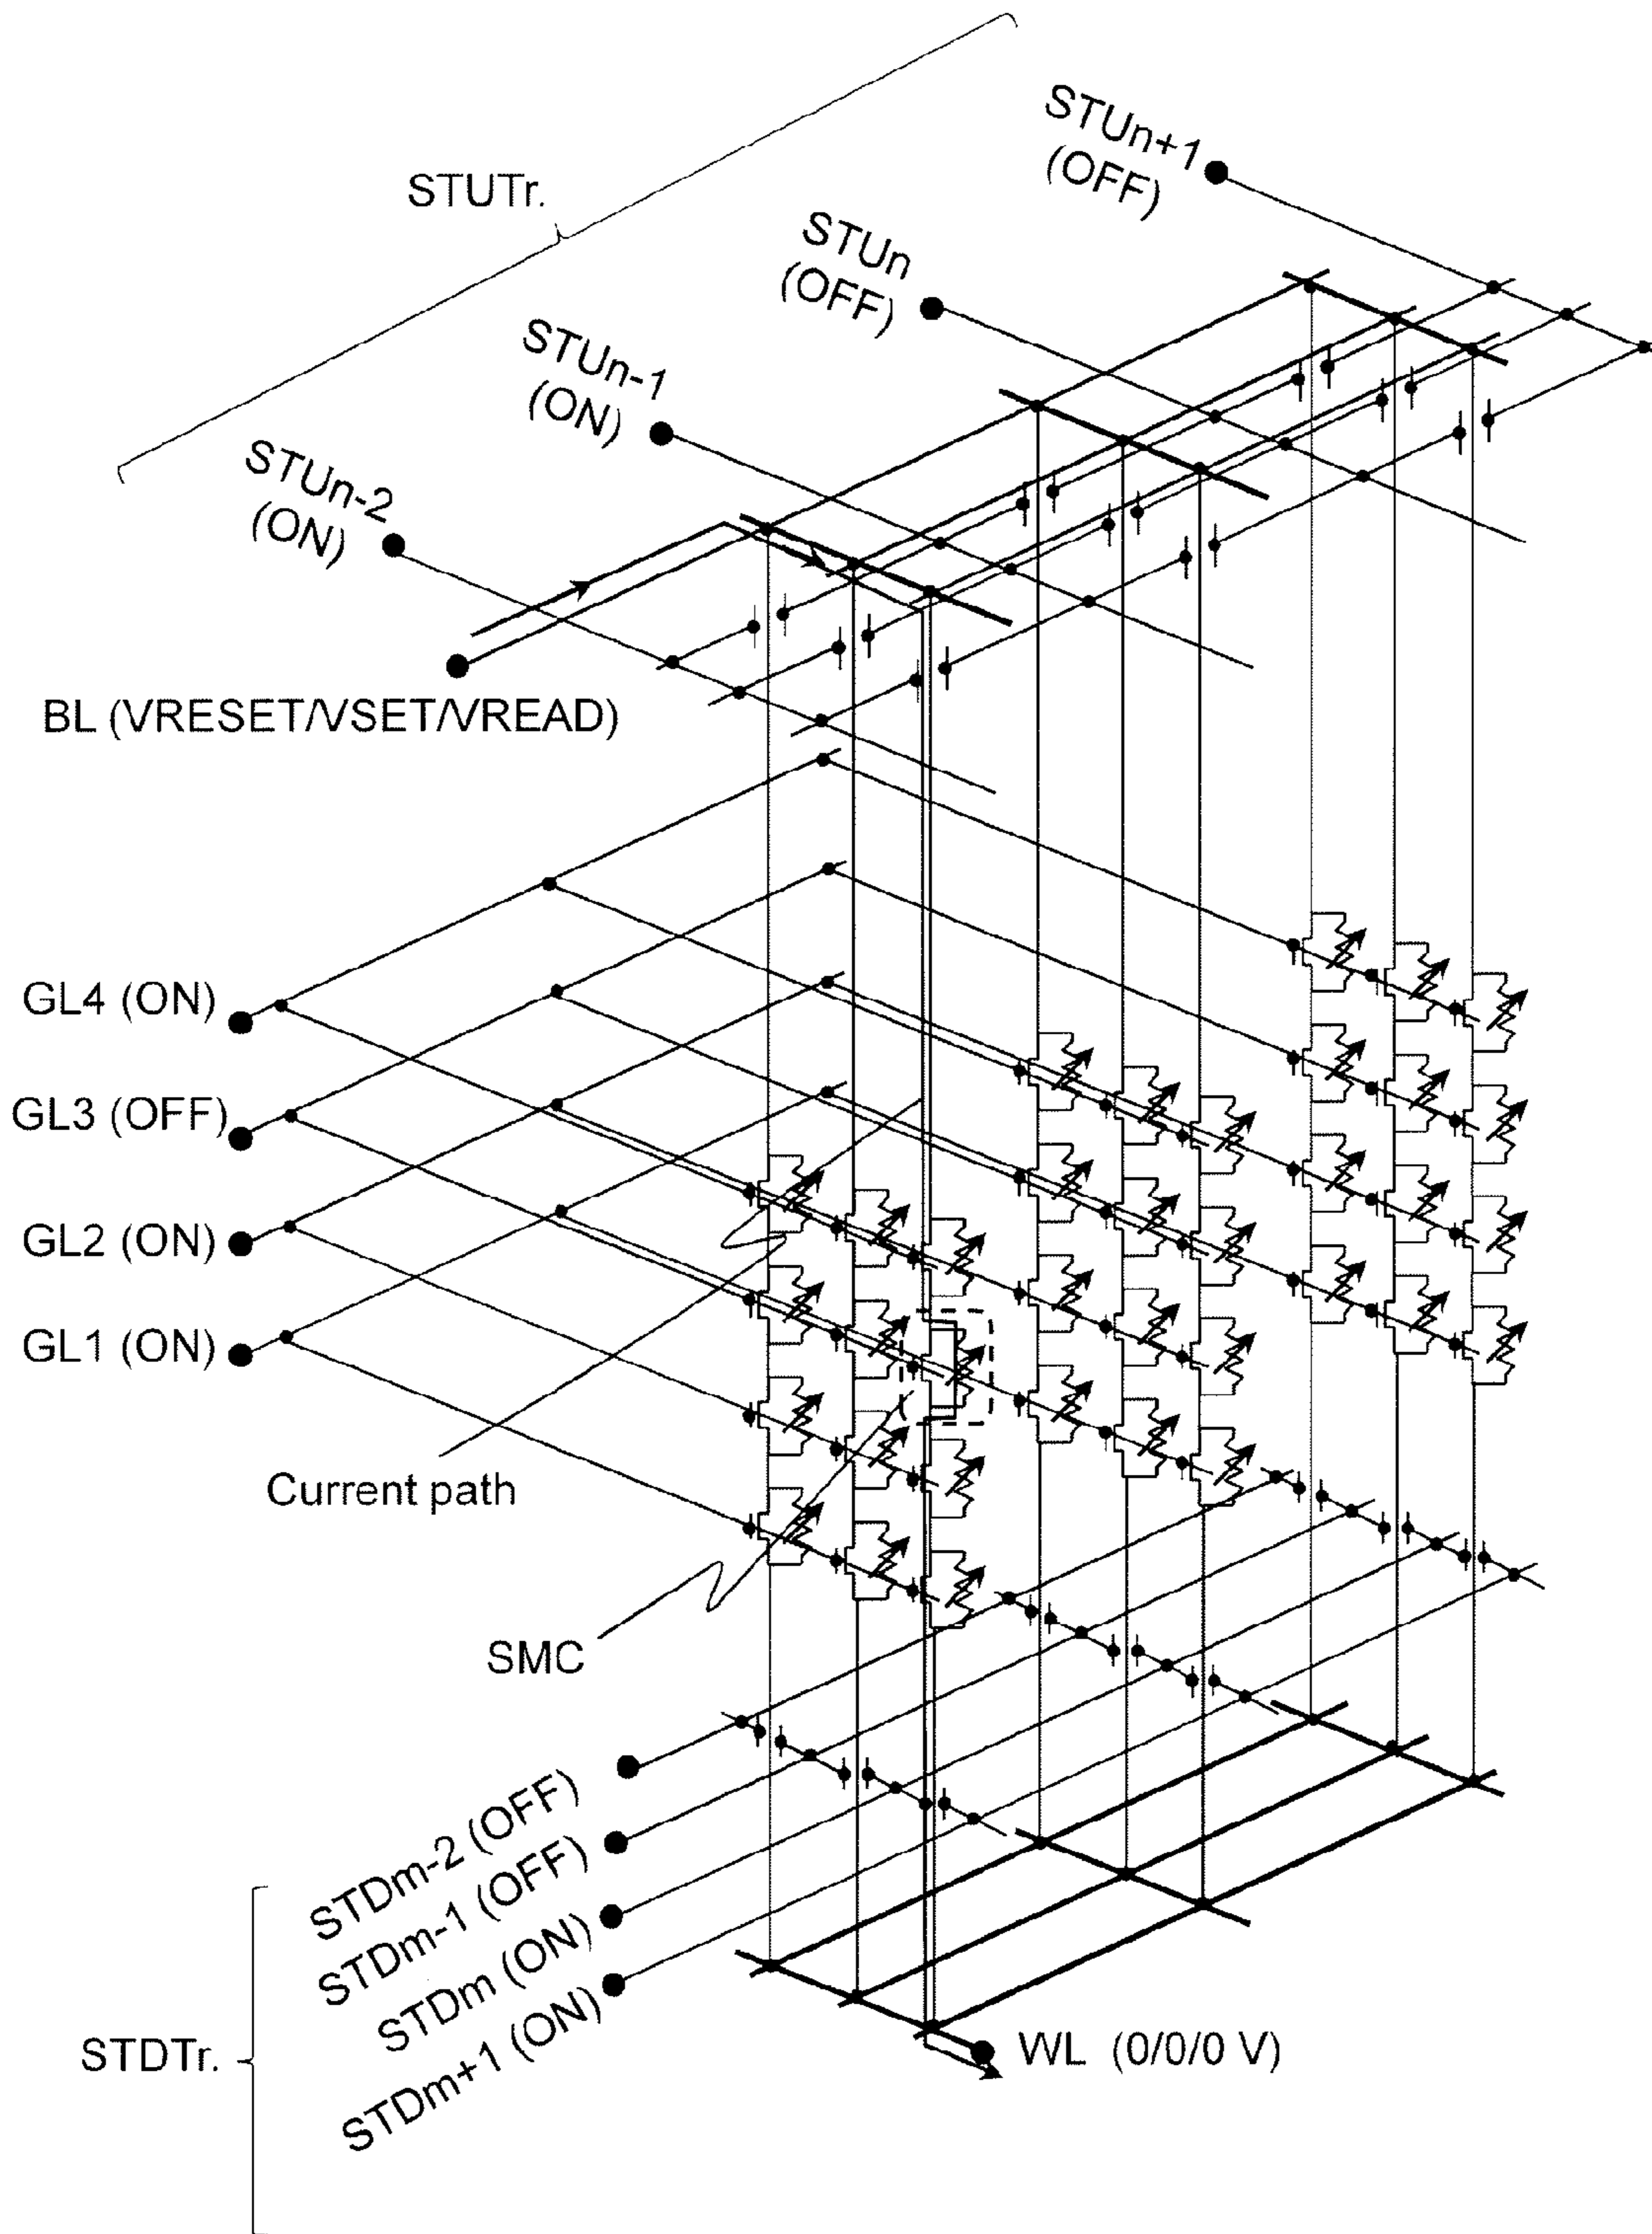 STUTr.
STUn+1
(OFF)
STUn
(OFF)
STUn-1
(ON)
STUn-2
(ON)
BL (VRESET/VSET/VREAD)
GL4 (ON)
GL3 (OFF)
GL2 (ON)
GL1 (ON)
Current path
SMC
STDm-2 (OFF)
STDm-1 (OFF)
STDm (ON)
STDm+1 (ON)
STDTr.
WL (0/0/0 V)